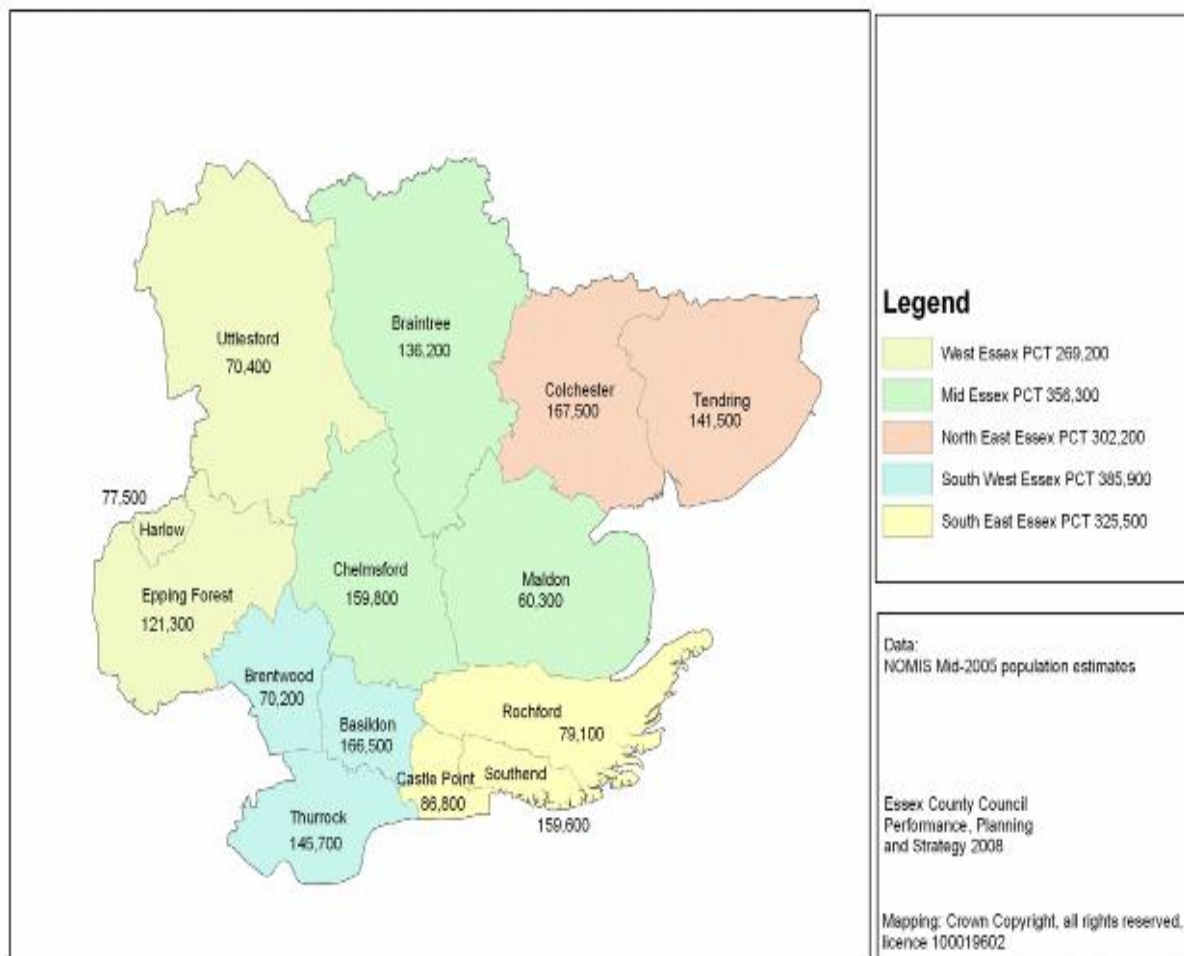 Uttlesford
70,400
Braintree
136,200
Colchester
167,500
Tendring
141,500
77,500
Harlow
Epping Forest
121,300
Chelmsford
159,800
Maldon
60,300
Brentwood
70,200
Basildon
166,500
Rochford
79,100
Castle Point
86,800
Southend
159,600
Thurrock
145,700
Legend
West Essex PCT 269,200
Mid Essex PCT 356,300
North East Essex PCT 302,200
South West Essex PCT 385,900
South East Essex PCT 325,500
Data:
NOMIS Mid-2005 population estimates
Essex County Council
Performance, Planning
and Strategy 2008
Mapping: Crown Copyright, all rights reserved,
licence 100019602